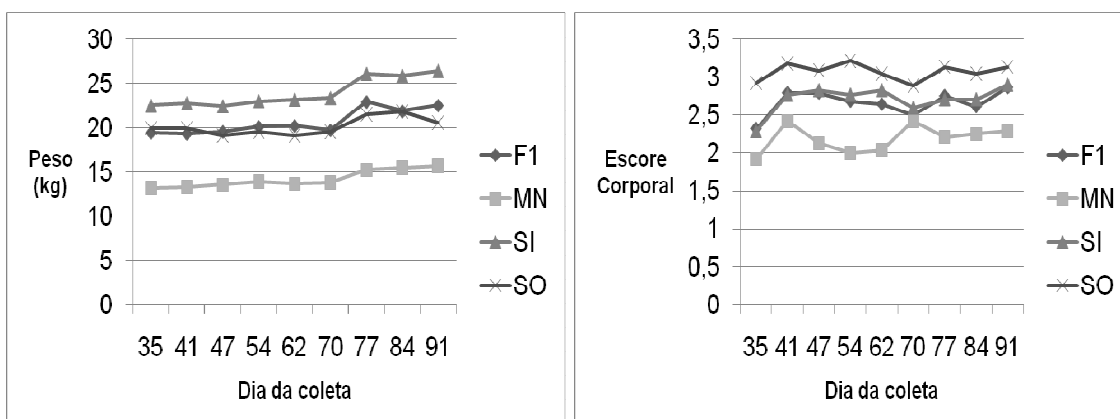 30
25
20
15
10
5
0
Peso
(kg)
35 41 47 54 62 70 77 84 91
Dia da coleta
F1
MN
SI
SO
3,5
3
2,5
2
1,5
1
0,5
0
Escore
Corporal
35 41 47 54 62 70 77 84 91
Dia da coleta
F1
MN
SI
SO